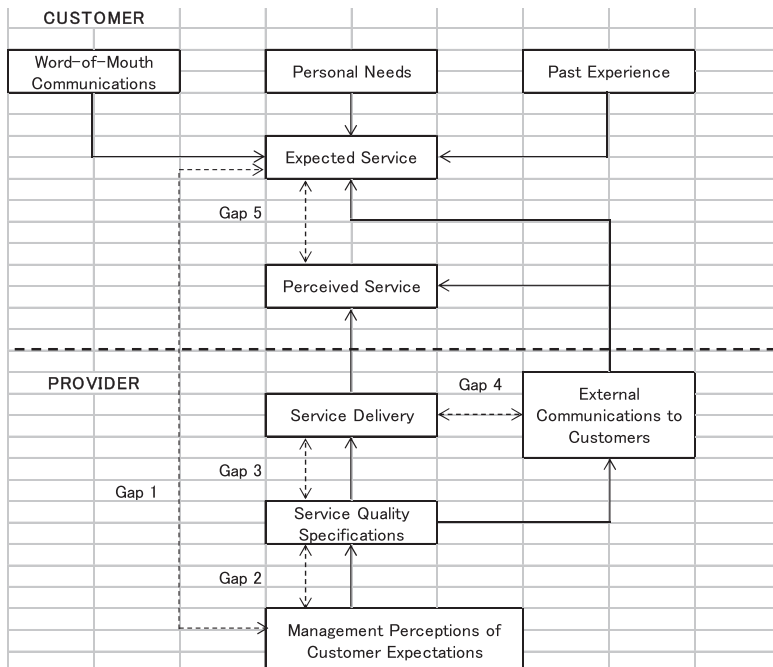 CUSTOMER
Word-of-Mouth
Communications
Personal Needs
Past Experience
Expected Service
Gap 5
Perceived Service
PROVIDER
Gap 4
External
Communications to
Customers
Service Delivery
Gap 3
Gap 1
Service Quality
Specifications
Gap 2
Management Perceptions of
Customer Expectations